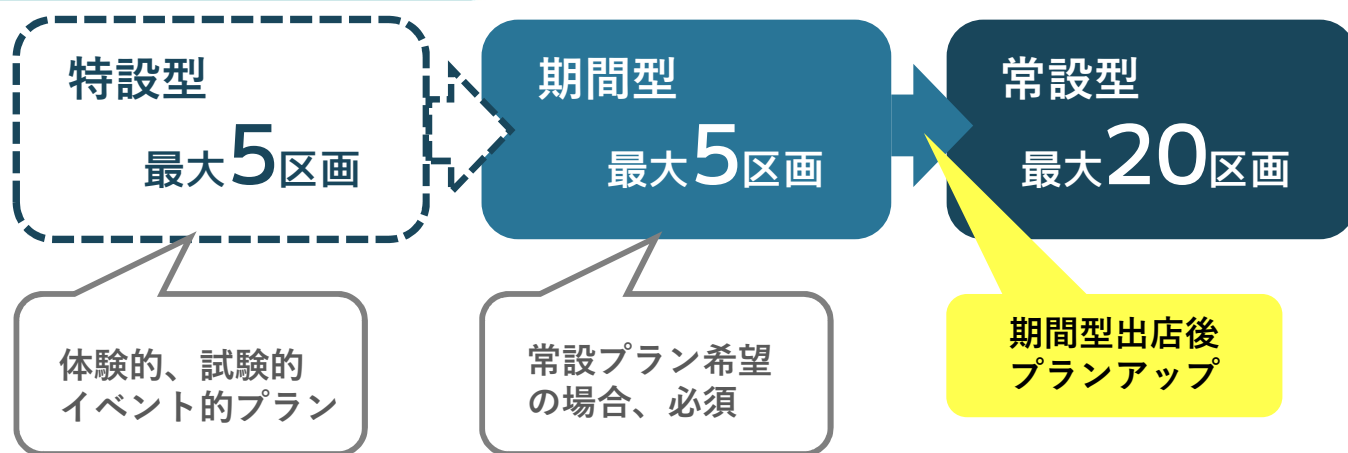 特設型
最大5区画
期間型
最大5区画
常設型
最大20区画
体験的、試験的
イベント的プラン
常設プラン希望
の場合、必須
期間型出店後
プランアップ